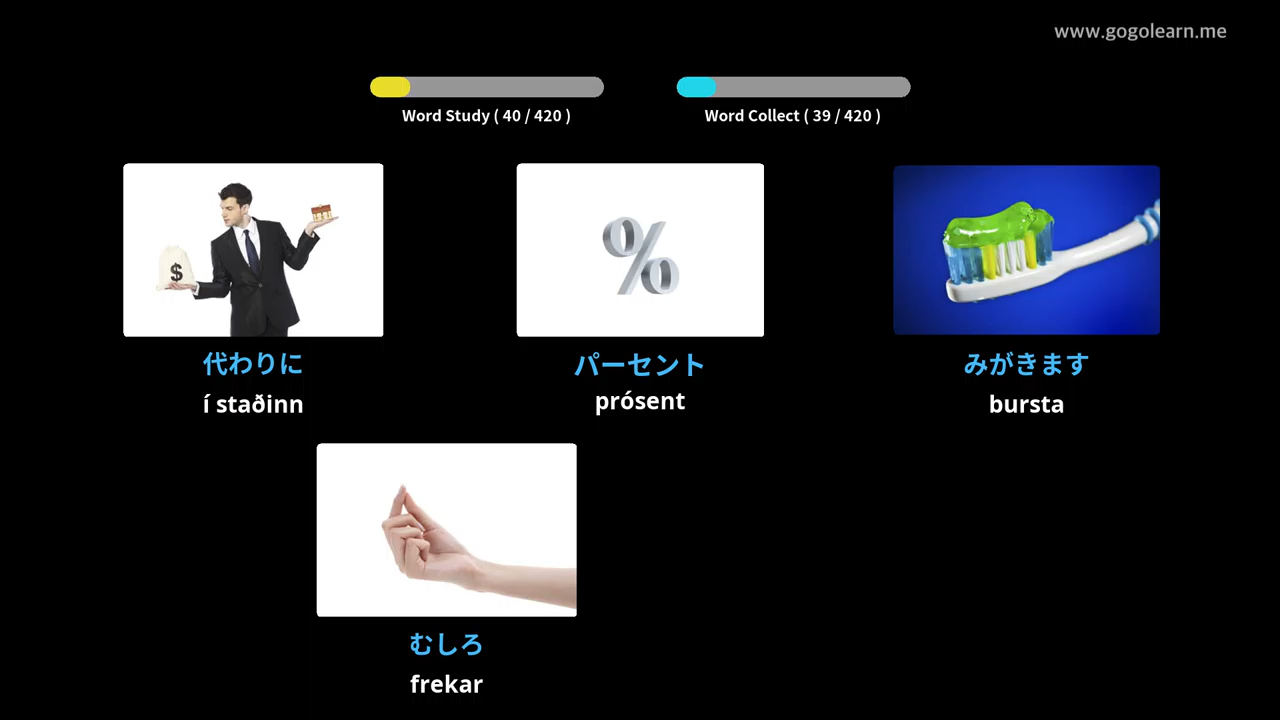 www.gogolearn.me
Word Study ( 40 / 420 )
Word Collect ( 39 / 420 )
$
%
代わりに
í staðinn
パーセント
prósent
みがきます
bursta
むしろ
frekar